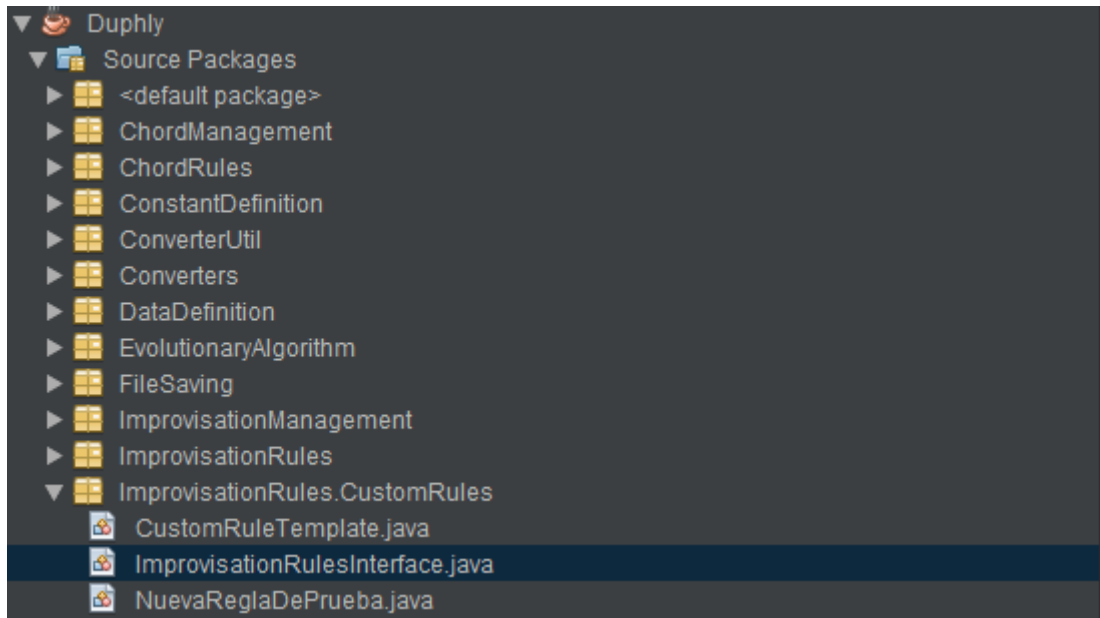 Duphly
Source Packages
<default package>
ChordManagement
ChordRules
ConstantDefinition
ConverterUtil
Converters
DataDefinition
EvolutionaryAlgorithm
FileSaving
ImprovisationManagement
ImprovisationRules
ImprovisationRules.CustomRules
CustomRuleTemplate.java
ImprovisationRulesInterface.java
NuevaReglaDePrueba.java